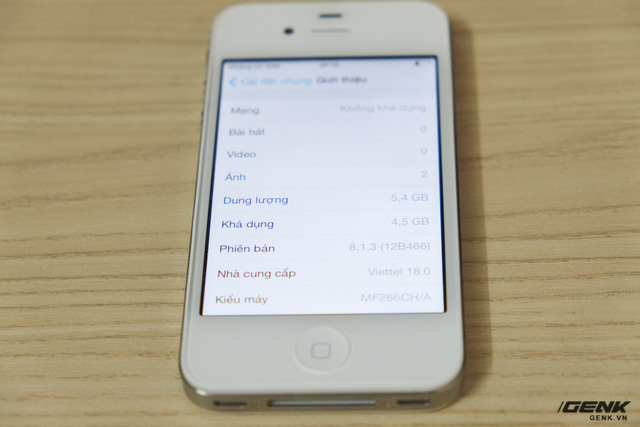 Cài đặt chung Giới thiệu
Mạng Không khả dụng
Bài hát 0
Video 0
Ảnh 2
Dung lượng 5,4 GB
Khả dụng 4,5 GB
Phiên bản 8.1.3 (12B466)
Nhà cung cấp Viettel 18.0
Kiểu máy MF266CH/A
GENK
GENK.VN